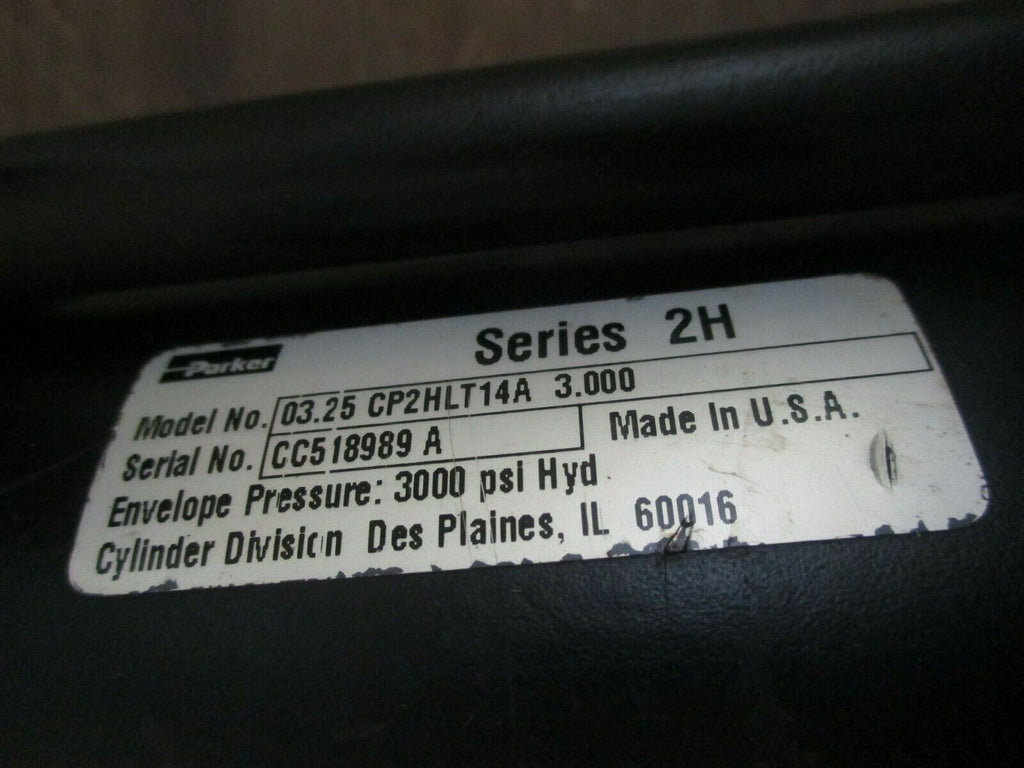 Parker
Series 2H
Model No. 03.25 CP2HLT14A 3.000
Serial No. CC518989 A
Made In U.S.A.
Envelope Pressure: 3000 psi Hyd
Cylinder Division Des Plaines, IL 60016